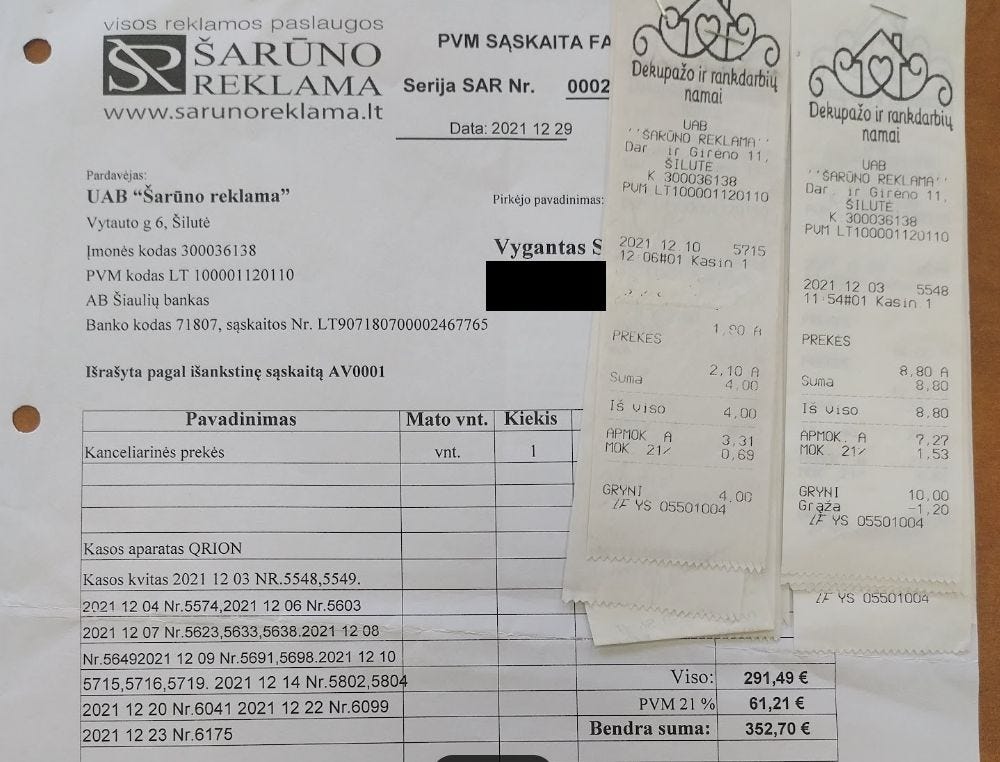 visos reklamos paslaugos
ŠARŪNO
REKLAMA
www.sarunoreklama.lt
PVM SĄSKAITA FA
Serija SAR Nr. 0002
Data: 2021 12 29
Pardavėjas:
UAB “Šarūno reklama”
Vytauto g 6, Šilutė
Įmonės kodas 300036138
PVM kodas LT 100001120110
AB Šiaulių bankas
Banko kodas 71807, sąskaitos Nr. LT907180700002467765
Pirkėjo pavadinimas:
Vygantas S
Išrašyta pagal išankstinę sąskaitą AV0001
Pavadinimas Mato vnt. Kiekis
Kanceliarinės prekės vnt. 1
Kasos aparatas QRION
Kasos kvitas 2021 12 03 NR.5548,5549.
2021 12 04 Nr.5574,2021 12 06 Nr.5603
2021 12 07 Nr.5623,5633,5638.2021 12 08
Nr.56492021 12 09 Nr.5691,5698.2021 12 10
5715,5716,5719. 2021 12 14 Nr.5802,5804
2021 12 20 Nr.6041 2021 12 22 Nr.6099
2021 12 23 Nr.6175
Viso: 291,49 €
PVM 21 % 61,21 €
Bendra suma: 352,70 €
Dekupažo ir rankdarbių
namai
UAB
''ŠARŪNO REKLAMA''
Dar. ir Girėno 11,
ŠILUTĖ
K 300036138
PVM LT100001120110
2021 12 10 5715
12:06#01 Kasin 1
1,90 A
PREKĖS
2,10 A
Suma 4,00
Iš viso 4,00
APMOK. A 3,31
MOK. 21% 0,69
GRYNI 4,00
LF YS 05501004
Dekupažo ir rankdarbių
namai
UAB
''ŠARŪNO REKLAMA''
Dar. ir Girėno 11,
ŠILUTĖ
K 300036138
PVM LT100001120110
2021 12 03 5548
11:54#01 Kasin 1
PREKĖS
8,80 A
Suma 8,80
Iš viso 8,80
APMOK. A 7,27
MOK. 21% 1,53
GRYNI 10,00
Grąža -1,20
LF YS 05501004
LF YS 05501004